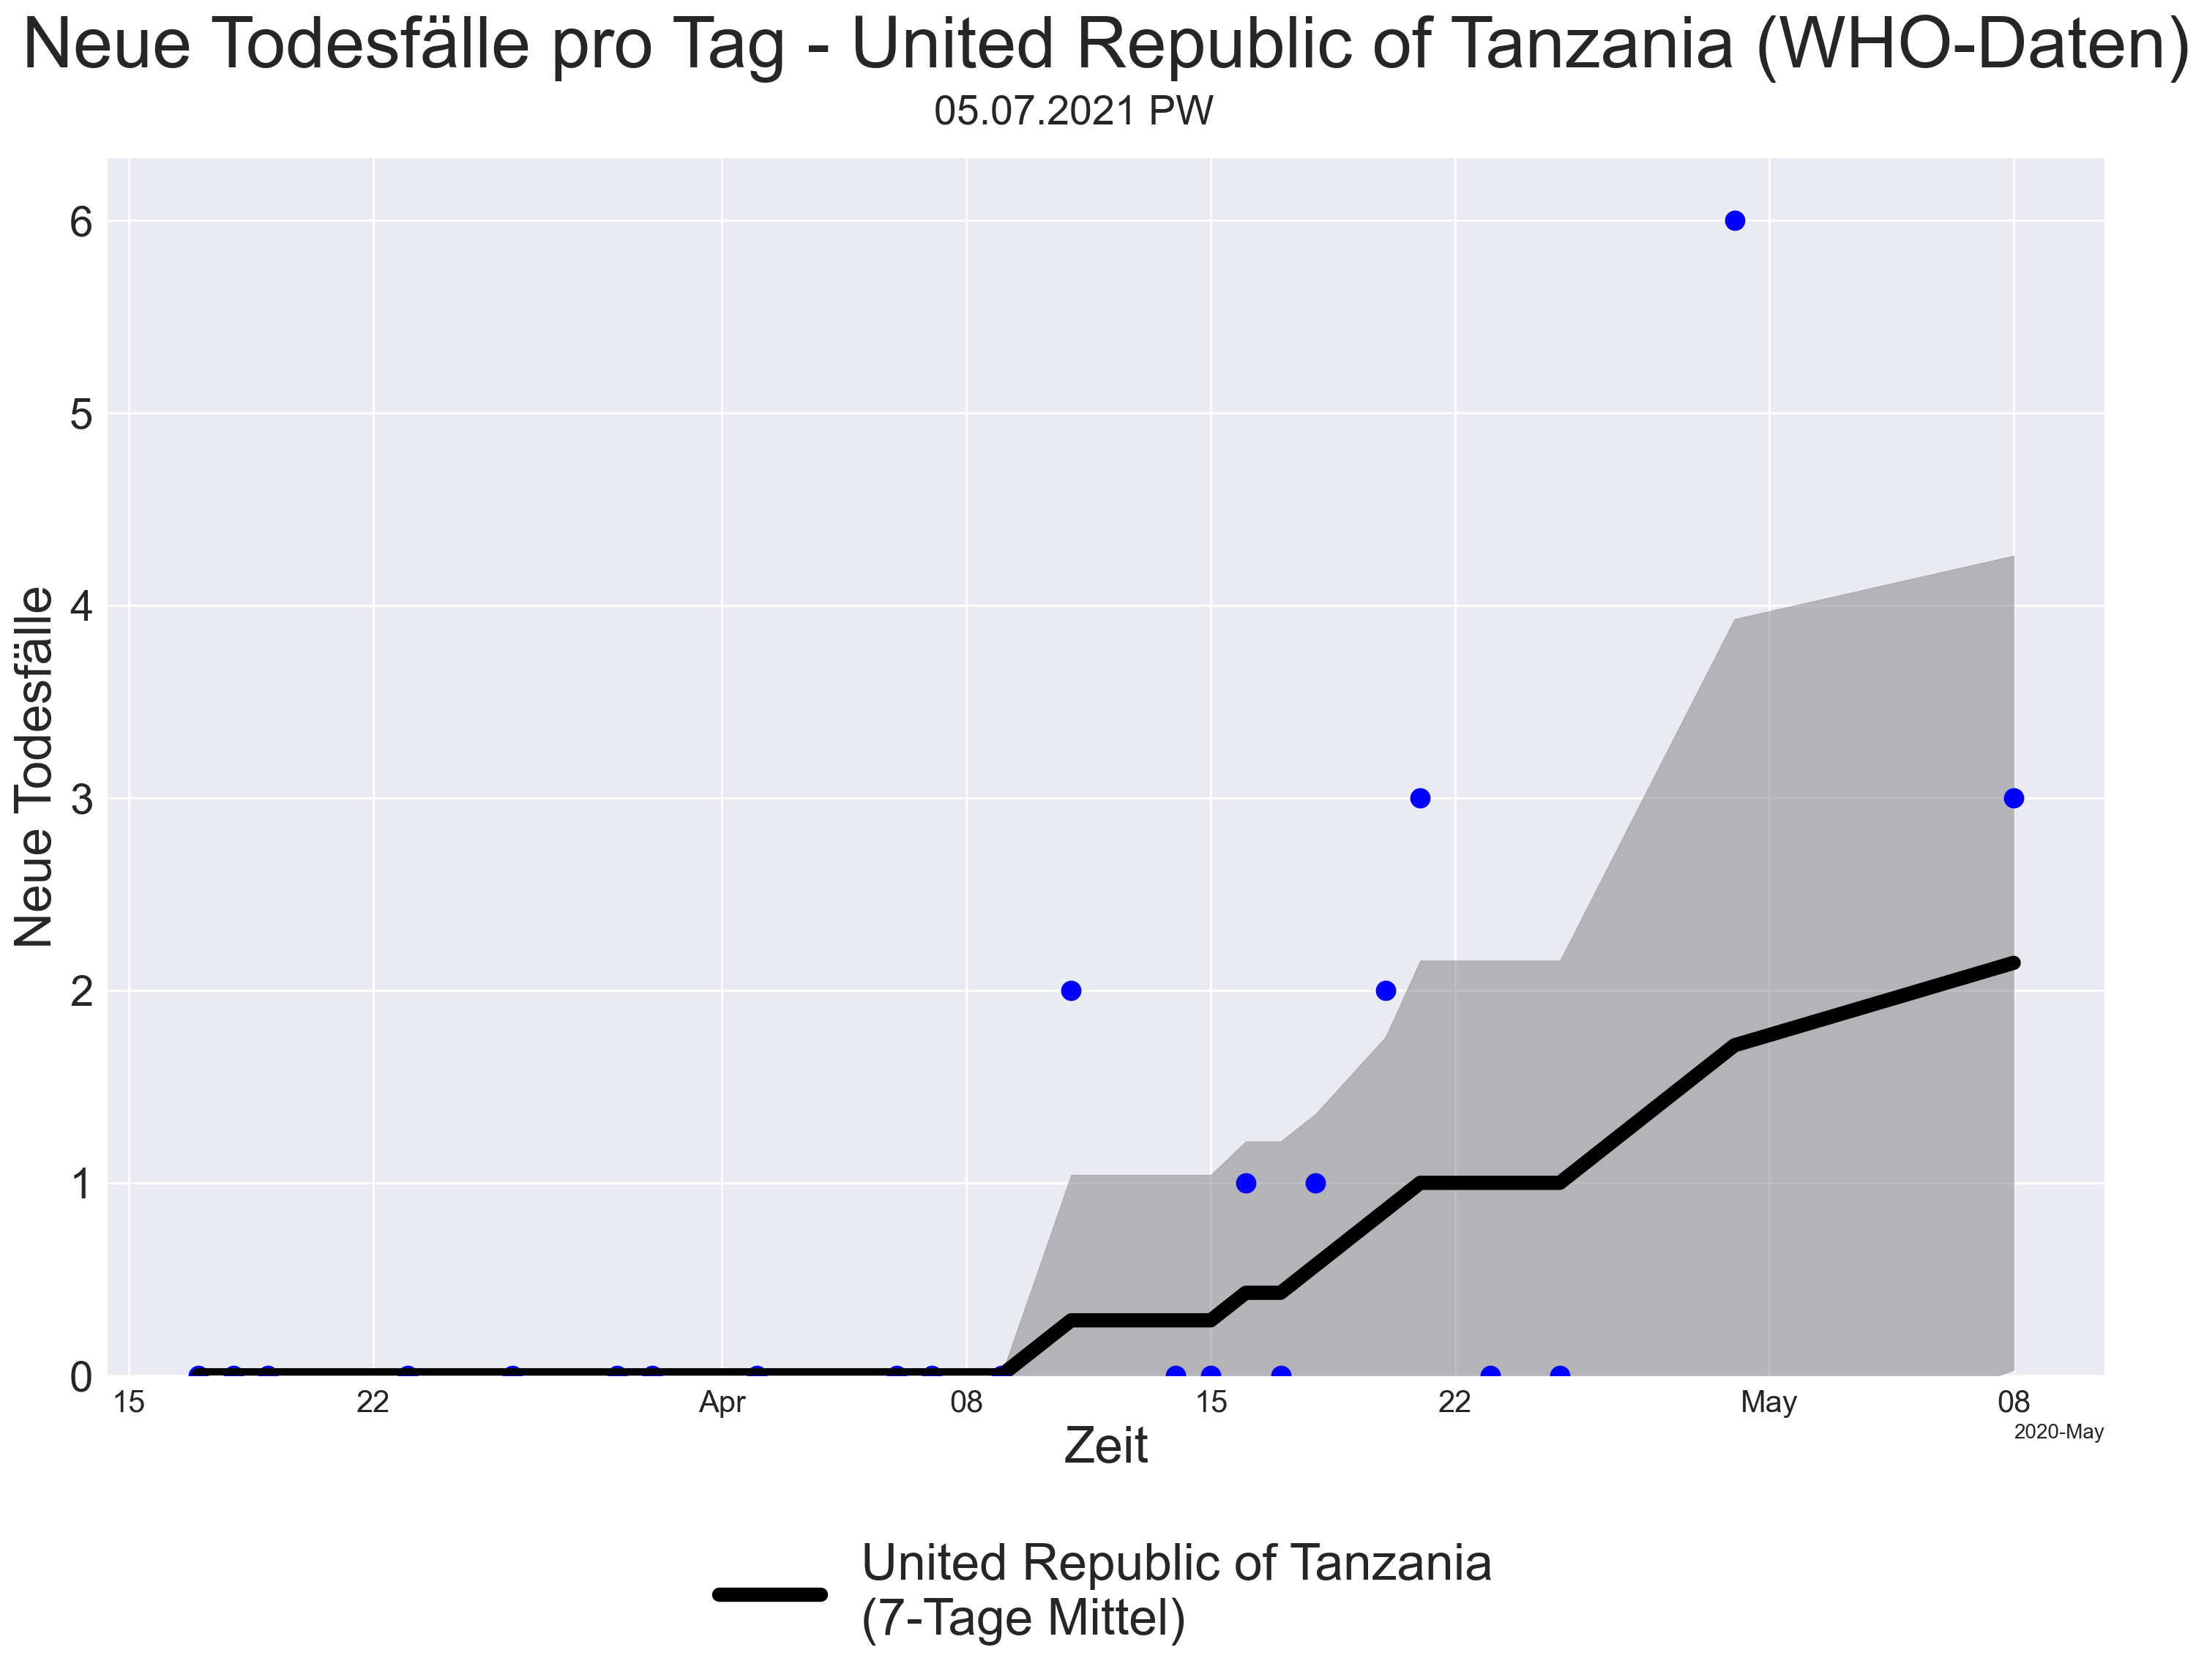 Neue Todesfälle pro Tag - United Republic of Tanzania (WHO-Daten)
05.07.2021 PW
Neue Todesfälle
6
5
4
3
2
1
0
15
22
Apr
08
15
22
May
08
2020-May
Zeit
United Republic of Tanzania
(7-Tage Mittel)